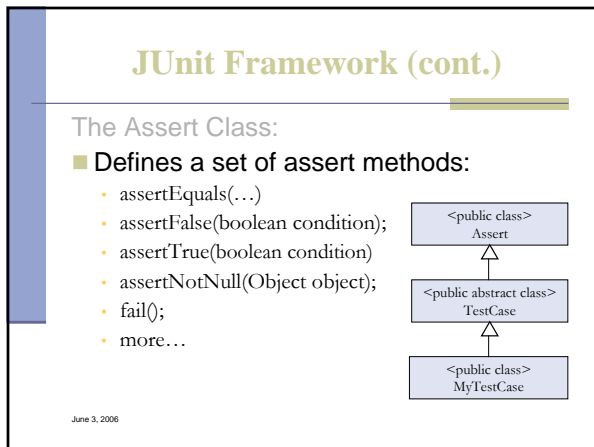 JUnit Framework (cont.)
The Assert Class:
Defines a set of assert methods:
assertEquals(…)
assertFalse(boolean condition);
assertTrue(boolean condition)
assertNotNull(Object object);
fail();
more…
<public class>
Assert
<public abstract class>
TestCase
<public class>
MyTestCase
June 3, 2006